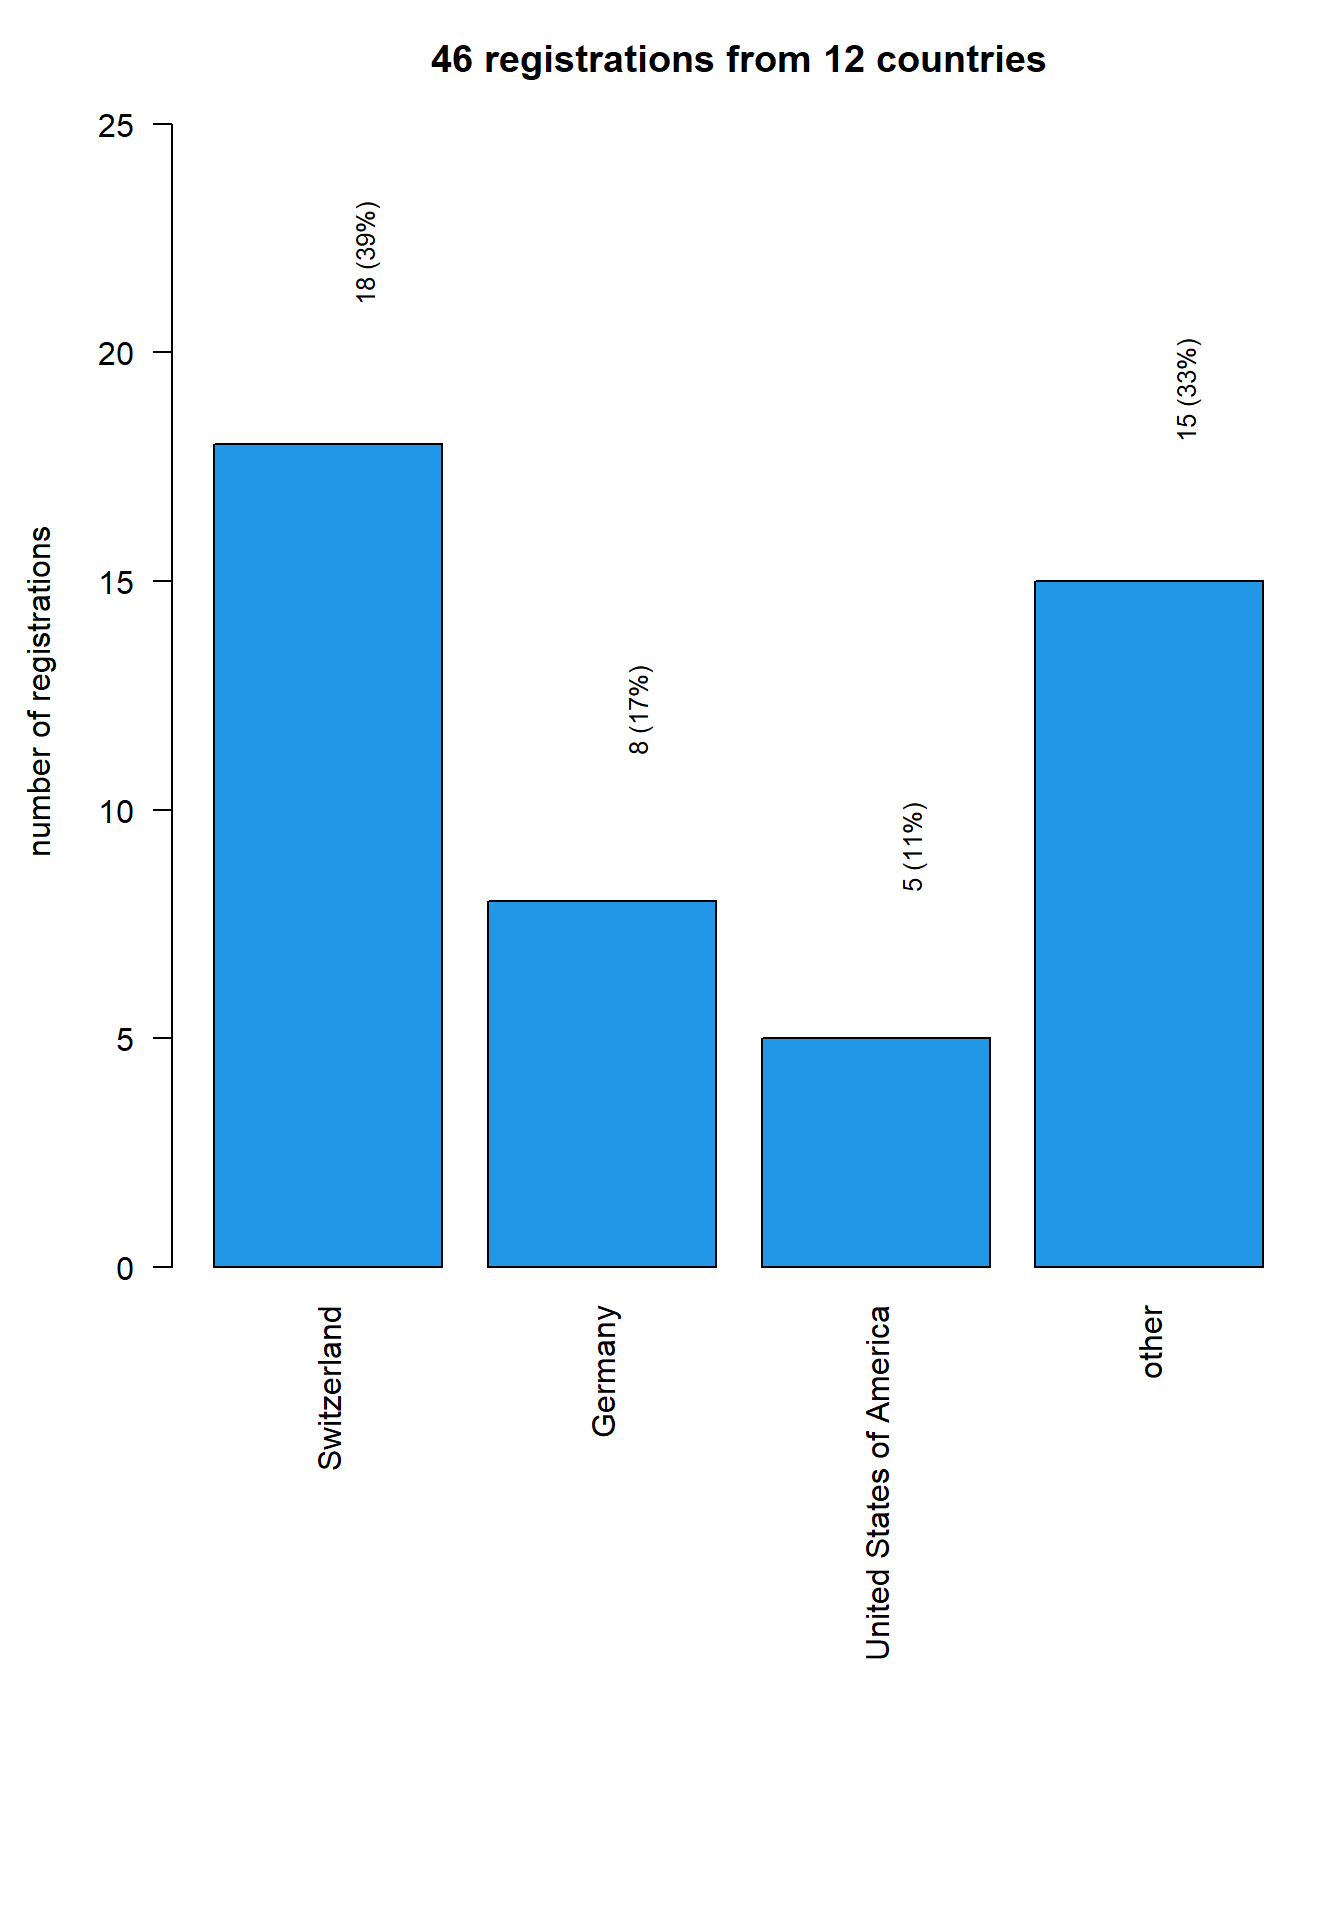 46 registrations from 12 countries
number of registrations
25
20
15
10
5
0
18 (39%)
8 (17%)
5 (11%)
15 (33%)
Switzerland
Germany
United States of America
other